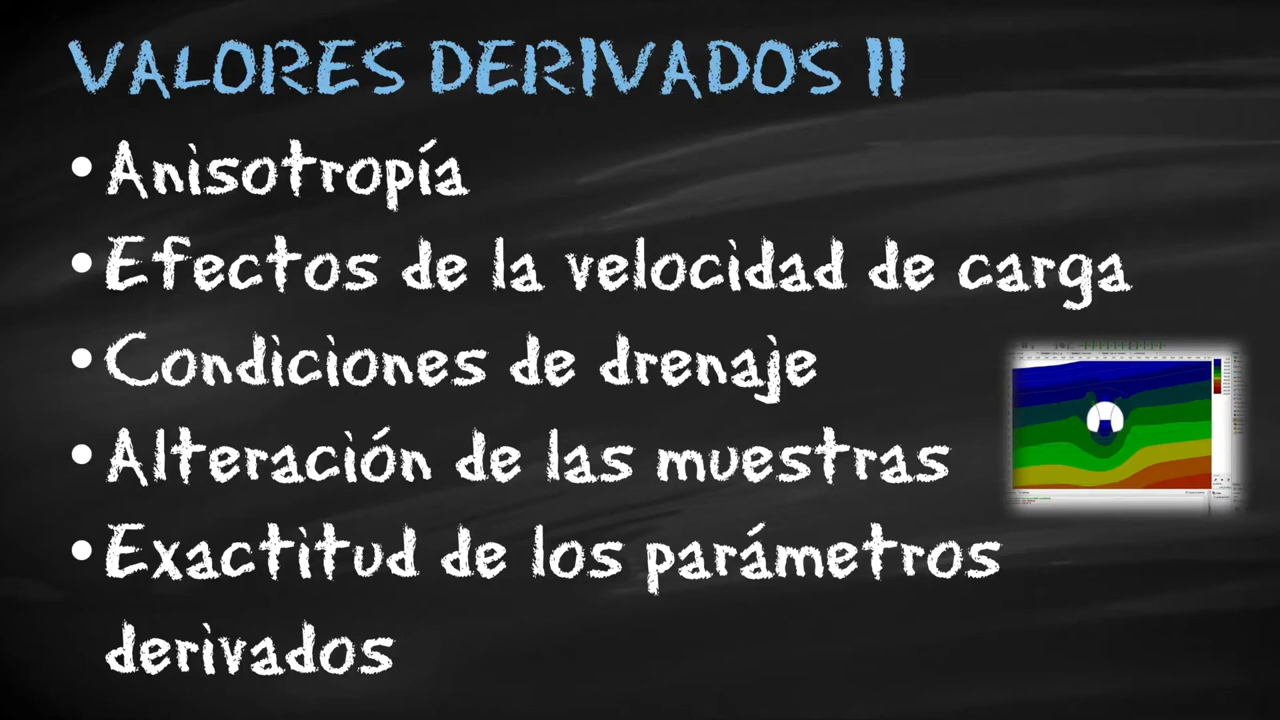 VALORES DERIVADOS II
• Anisotropía
• Efectos de la velocidad de carga
• Condiciones de drenaje
• Alteración de las muestras
• Exactitud de los parámetros
derivados